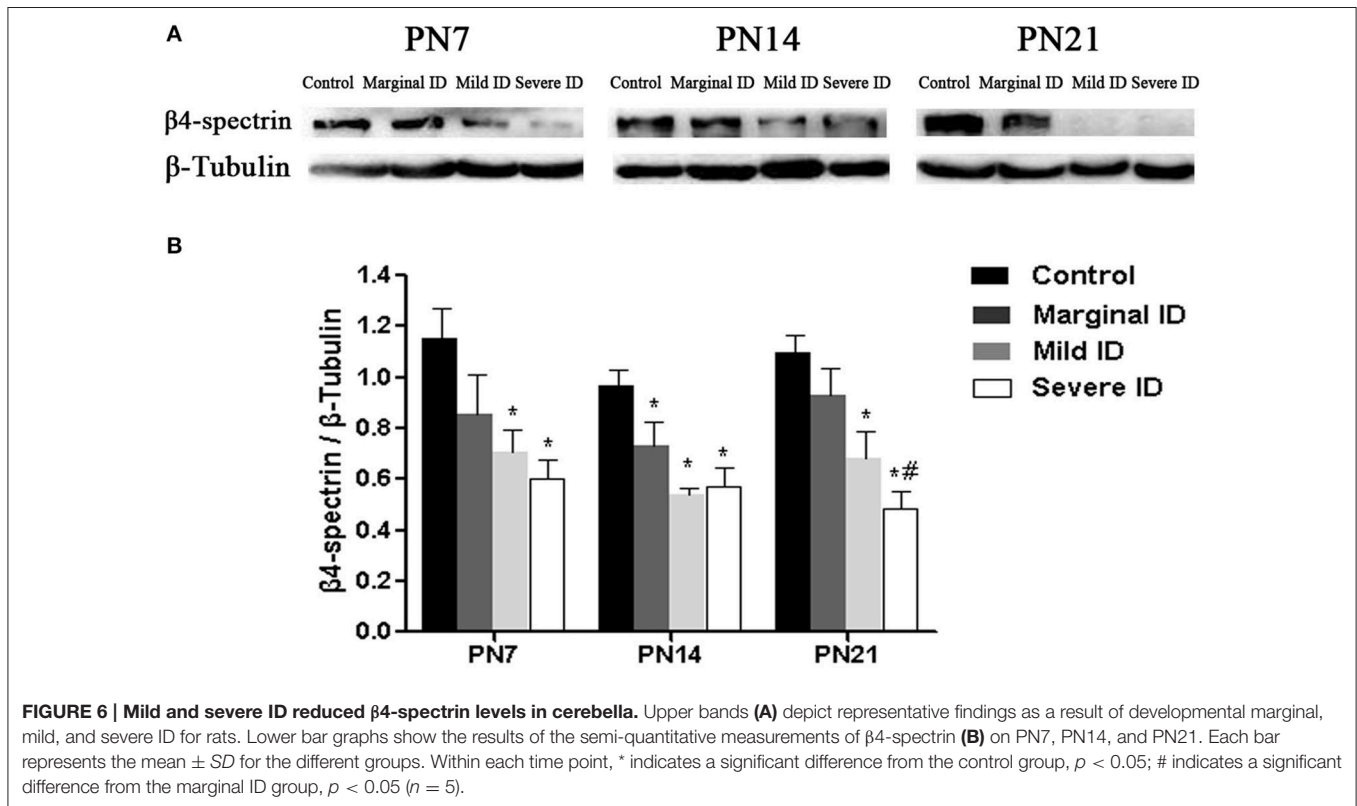 A
PN7 PN14 PN21
Control Marginal ID Mild ID Severe ID Control Marginal ID Mild ID Severe ID Control Marginal ID Mild ID Severe ID
β4-spectrin
β-Tubulin
B
β4-spectrin / β-Tubulin
1.4
1.2
1.0
0.8
0.6
0.4
0.2
0.0
* * * * * * *#
PN7 PN14 PN21
Control
Marginal ID
Mild ID
Severe ID
FIGURE 6 | Mild and severe ID reduced β4-spectrin levels in cerebella. Upper bands (A) depict representative findings as a result of developmental marginal,
mild, and severe ID for rats. Lower bar graphs show the results of the semi-quantitative measurements of β4-spectrin (B) on PN7, PN14, and PN21. Each bar
represents the mean ± SD for the different groups. Within each time point, * indicates a significant difference from the control group, p < 0.05; # indicates a significant
difference from the marginal ID group, p < 0.05 (n = 5).